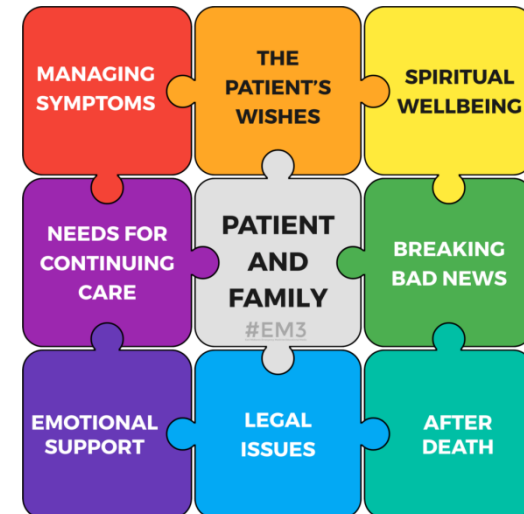 MANAGING
SYMPTOMS
THE
PATIENT'S
WISHES
SPIRITUAL
WELLBEING
NEEDS FOR
CONTINUING
CARE
PATIENT
AND
FAMILY
#EM3
BREAKING
BAD NEWS
EMOTIONAL
SUPPORT
LEGAL
ISSUES
AFTER
DEATH